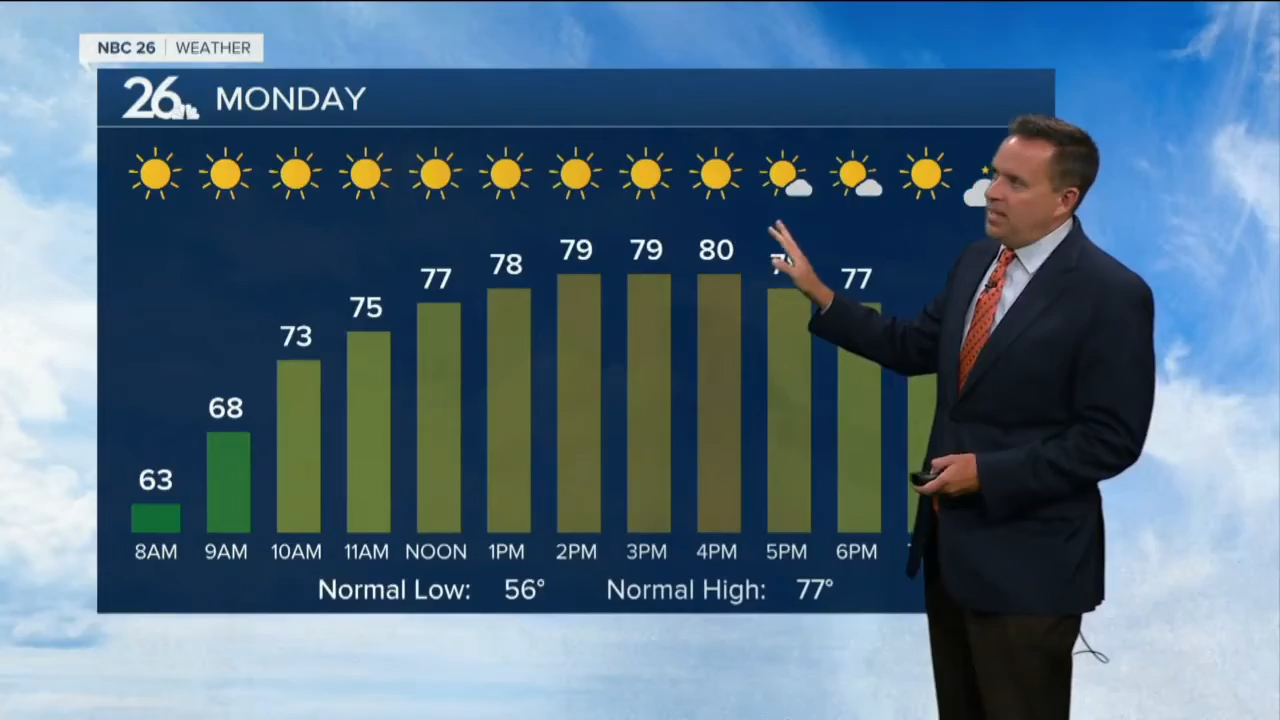 NBC 26 | WEATHER
26 MONDAY
63 68 73 75 77 78 79 79 80 77
8AM 9AM 10AM 11AM NOON 1PM 2PM 3PM 4PM 5PM 6PM
Normal Low: 56° Normal High: 77°